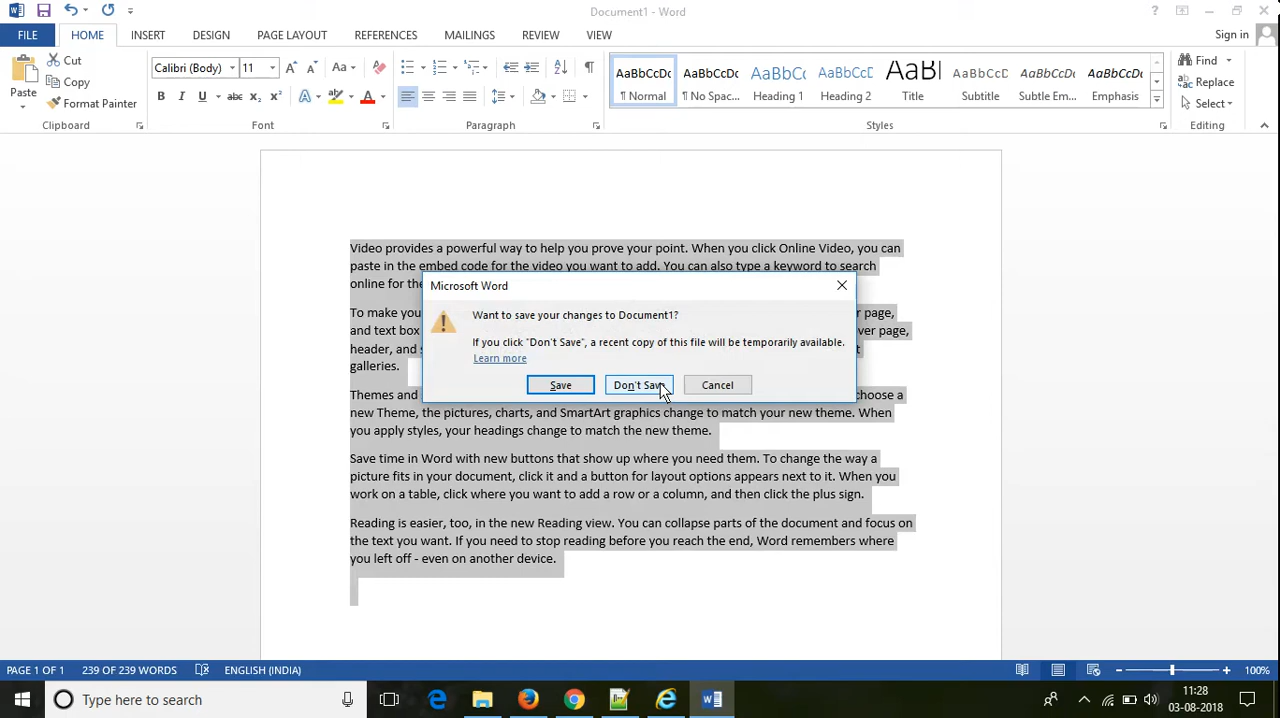 Document1 - Word
?
FILE
HOME
INSERT
DESIGN
PAGE LAYOUT
REFERENCES
MAILINGS
REVIEW
VIEW
Sign in
Paste
Cut
Copy
Format Painter
Clipboard
Calibri (Body)
11
Aa
B I U abc x₂ x²
A
Font
Paragraph
AaBbCcDc
¶ Normal
AaBbCcDc
¶ No Spac...
AaBbCc
Heading 1
AaBbCcD
Heading 2
AaBb
Title
AaBbCcD
Subtitle
AaBbCcDc
Subtle Em...
AaBbCcDc
Emphasis
Styles
Find
Replace
Select
Editing
Video provides a powerful way to help you prove your point. When you click Online Video, you can
paste in the embed code for the video you want to add. You can also type a keyword to search
online for the
To make you
r page,
and text box
ver page,
header, and s
t
galleries.
Themes and
choose a
new Theme, the pictures, charts, and SmartArt graphics change to match your new theme. When
you apply styles, your headings change to match the new theme.
Save time in Word with new buttons that show up where you need them. To change the way a
picture fits in your document, click it and a button for layout options appears next to it. When you
work on a table, click where you want to add a row or a column, and then click the plus sign.
Reading is easier, too, in the new Reading view. You can collapse parts of the document and focus on
the text you want. If you need to stop reading before you reach the end, Word remembers where
you left off - even on another device.
Microsoft Word
Want to save your changes to Document1?
If you click "Don't Save", a recent copy of this file will be temporarily available.
Learn more
Save
Don't Save
Cancel
PAGE 1 OF 1
239 OF 239 WORDS
ENGLISH (INDIA)
100%
Type here to search
11:28
03-08-2018